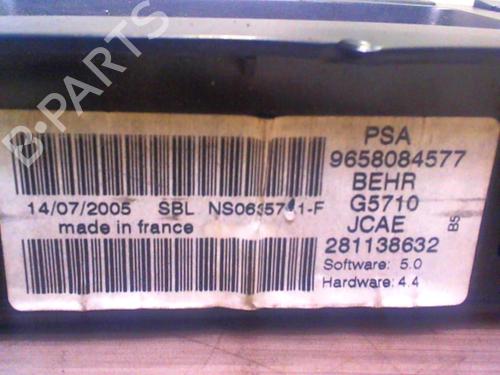 B-PARTS
PSA
9658084577
BEHR
G5710
JCAE
281138632
B5
Software: 5.0
Hardware: 4.4
14/07/2005 SBL
made in france